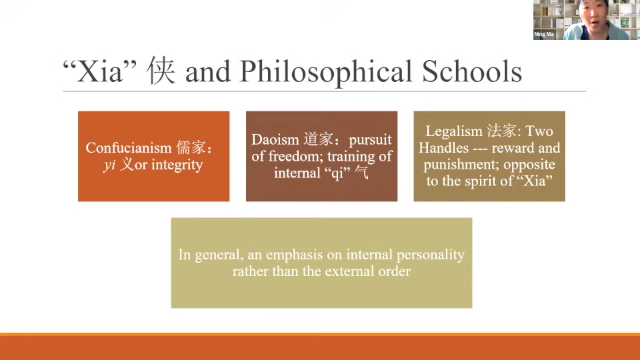 “Xia” 侠 and Philosophical Schools
Confucianism 儒家：
yi 义or integrity
Daoism 道家：pursuit
of freedom; training of
internal “qi” 气
Legalism 法家: Two
Handles --- reward and
punishment; opposite
to the spirit of “Xia”
In general, an emphasis on internal personality
rather than the external order
Ning Ma